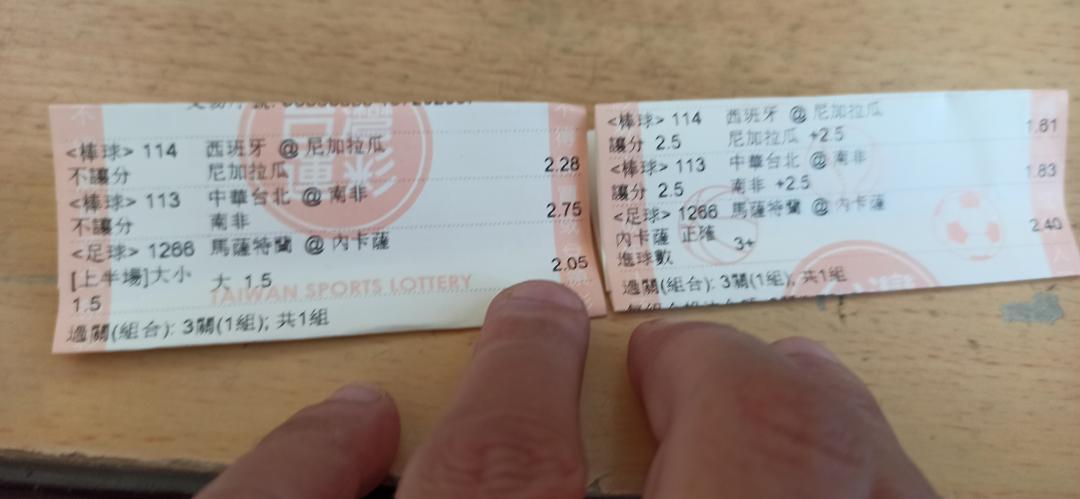 <棒球> 114 西班牙 @ 尼加拉瓜
不讓分 尼加拉瓜 2.28
<棒球> 113 中華台北 @ 南非
不讓分 南非 2.75
<足球> 1266 馬薩特蘭 @ 內卡薩
[上半場]大小 大 1.5 2.05
1.5
TAIWAN SPORTS LOTTERY
過關(組合): 3關(1組); 共1組
<棒球> 114 西班牙 @ 尼加拉瓜
讓分 2.5 尼加拉瓜 +2.5 1.81
<棒球> 113 中華台北 @ 南非
讓分 2.5 南非 +2.5 1.83
<足球> 1266 馬薩特蘭 @ 內卡薩
內卡薩 正確 3+ 2.40
進球數
過關(組合): 3關(1組); 共1組